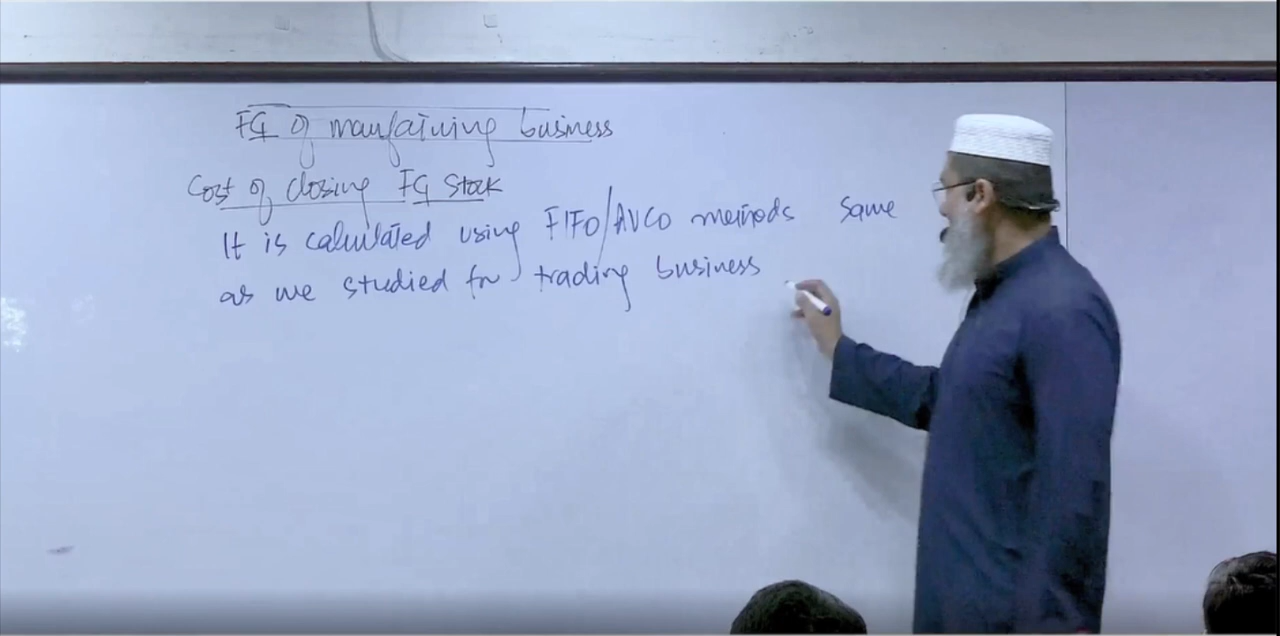 FG of manufaturing business
Cost of closing FG Stock
It is calculated using FIFO/AVCO methods same
as we studied for trading business